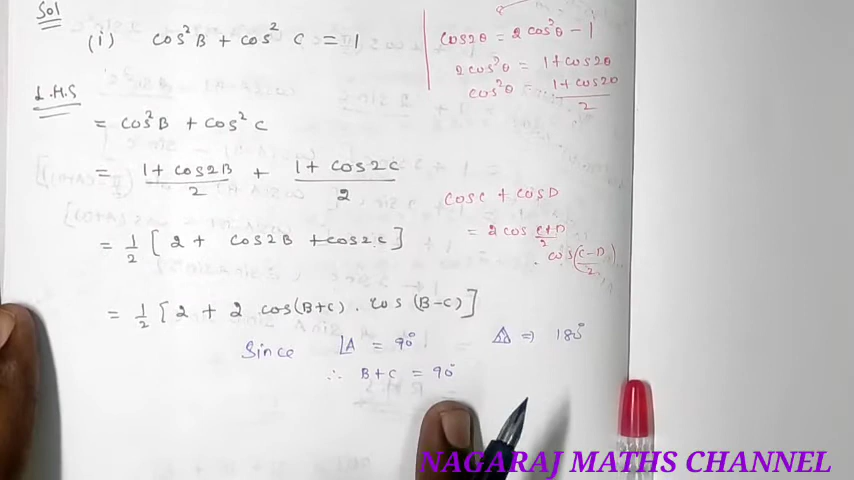 Sol
(i) cos²B + cos² C = 1
L.H.S
= cos²B + cos² C
= 1 + cos2B / 2 + 1 + cos2C / 2
= 1/2 [ 2 + cos2B + cos2C ]
= 1/2 [ 2 + 2 cos(B+C) . cos (B-C) ]
Since ∠A = 90°
∴ B+C = 90°
cos2θ = 2cos²θ - 1
2cos²θ = 1+cos2θ
cos²θ = 1+cos2θ / 2
cosC + cosD
= 2 cos C+D / 2
. cos(C-D / 2)
⇒ 180°
NAGARAJ MATHS CHANNEL